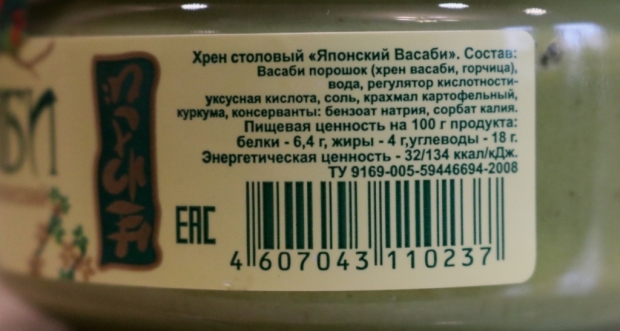 Хрен столовый «Японский Васаби». Состав:
Васаби порошок (хрен васаби, горчица),
вода, регулятор кислотности-
уксусная кислота, соль, крахмал картофельный,
куркума, консерванты: бензоат натрия, сорбат калия.
Пищевая ценность на 100 г продукта:
белки - 6,4 г, жиры - 4 г,углеводы - 18 г.
Энергетическая ценность - 32/134 ккал/кДж.
ТУ 9169-005-59446694-2008
EAC
4 607043 110237